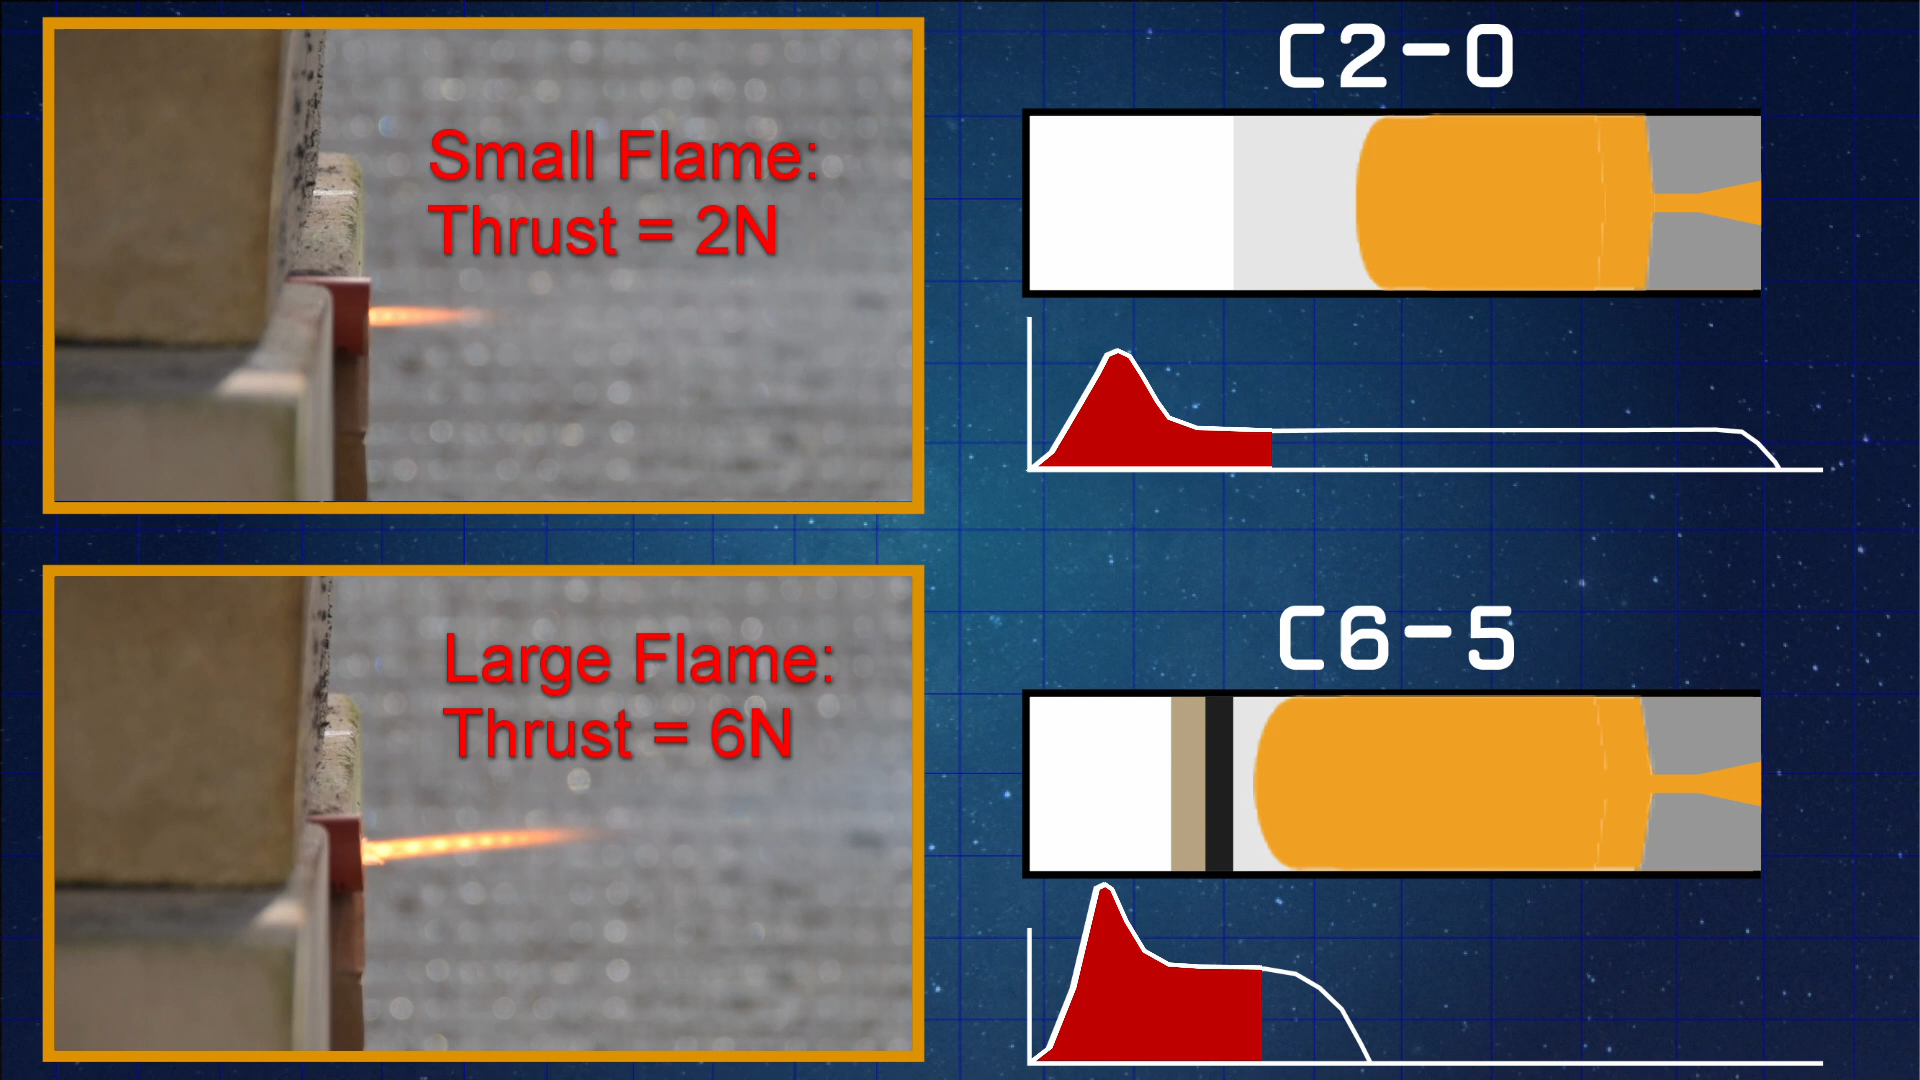 Small Flame:
Thrust = 2N
C2-0
Large Flame:
Thrust = 6N
C6-5